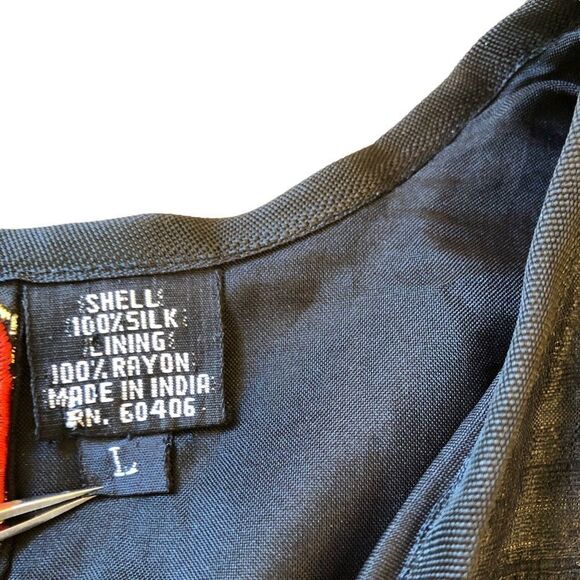 SHELL
100% SILK
LINING
100% RAYON
MADE IN INDIA
RN. 60406
L